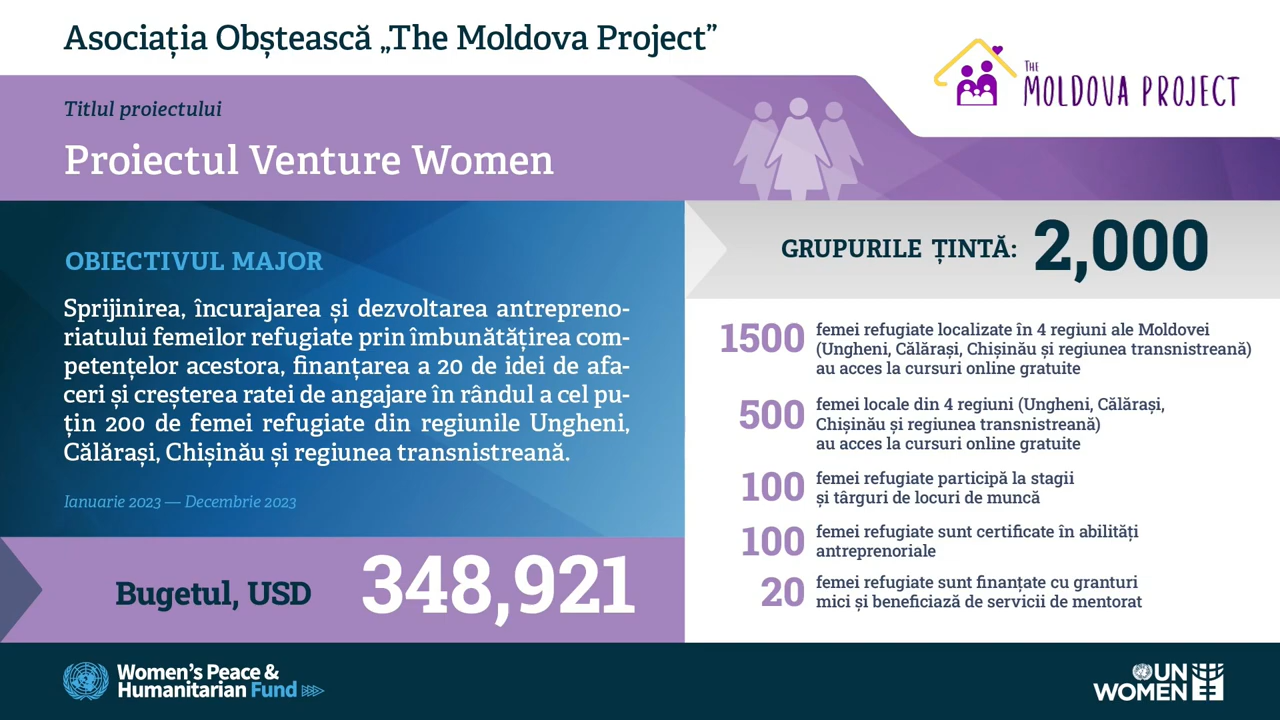 Asociația Obștească „The Moldova Project”
THE
MOLDOVA PROJECT
Titlul proiectului
Proiectul Venture Women
OBIECTIVUL MAJOR
Sprijinirea, încurajarea și dezvoltarea antrepreno-
riatului femeilor refugiate prin îmbunătățirea com-
petențelor acestora, finanțarea a 20 de idei de afa-
ceri și creșterea ratei de angajare în rândul a cel pu-
țin 200 de femei refugiate din regiunile Ungheni,
Călărași, Chișinău și regiunea transnistreană.
Ianuarie 2023 — Decembrie 2023
Bugetul, USD 348,921
GRUPURILE ȚINTĂ: 2,000
1500 femei refugiate localizate în 4 regiuni ale Moldovei
(Ungheni, Călărași, Chișinău și regiunea transnistreană)
au acces la cursuri online gratuite
500 femei locale din 4 regiuni (Ungheni, Călărași,
Chișinău și regiunea transnistreană)
au acces la cursuri online gratuite
100 femei refugiate participă la stagii
și târguri de locuri de muncă
100 femei refugiate sunt certificate în abilități
antreprenoriale
20 femei refugiate sunt finanțate cu granturi
mici și beneficiază de servicii de mentorat
Women's Peace &
Humanitarian Fund
UN
WOMEN